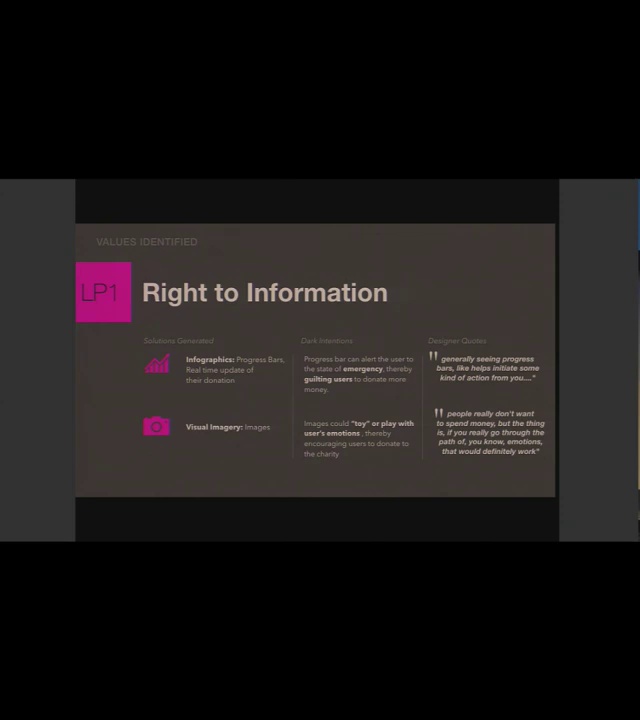 VALUES IDENTIFIED
LP1
Right to Information
Solutions Generated
Dark Intentions
Designer Quotes
Infographics: Progress Bars,
Real time update of
their donation
Progress bar can alert the user to
the state of emergency, thereby
guilting users to donate more
money.
" generally seeing progress
bars, like helps initiate some
kind of action from you...."
Visual Imagery: Images
Images could "toy" or play with
user's emotions , thereby
encouraging users to donate to
the charity
" people really don't want
to spend money, but the thing
is, if you really go through the
path of, you know, emotions,
that would definitely work"